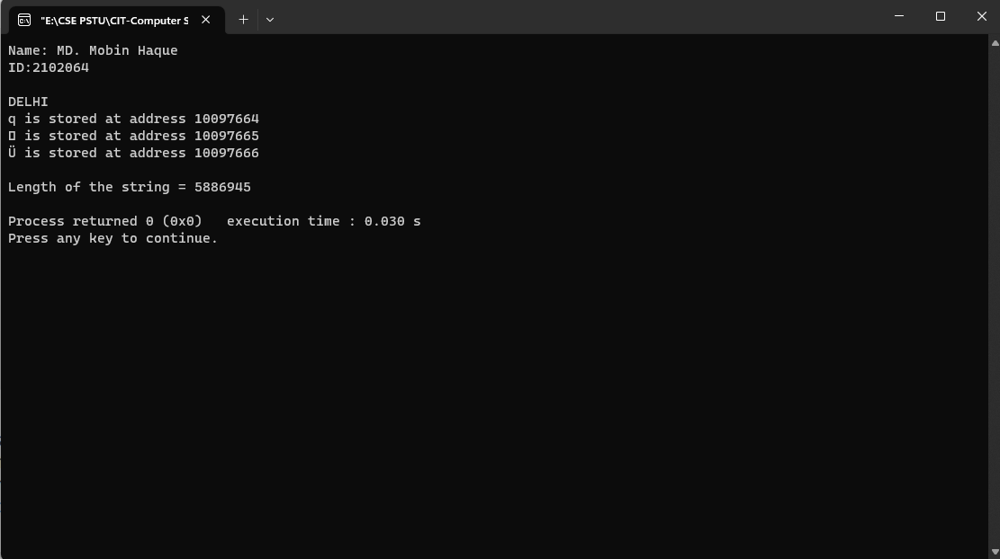 "E:\CSE PSTU\CIT-Computer S
Name: MD. Mobin Haque
ID:2102064
DELHI
q is stored at address 10097664
 is stored at address 10097665
Ü is stored at address 10097666
Length of the string = 5886945
Process returned 0 (0x0)   execution time : 0.030 s
Press any key to continue.